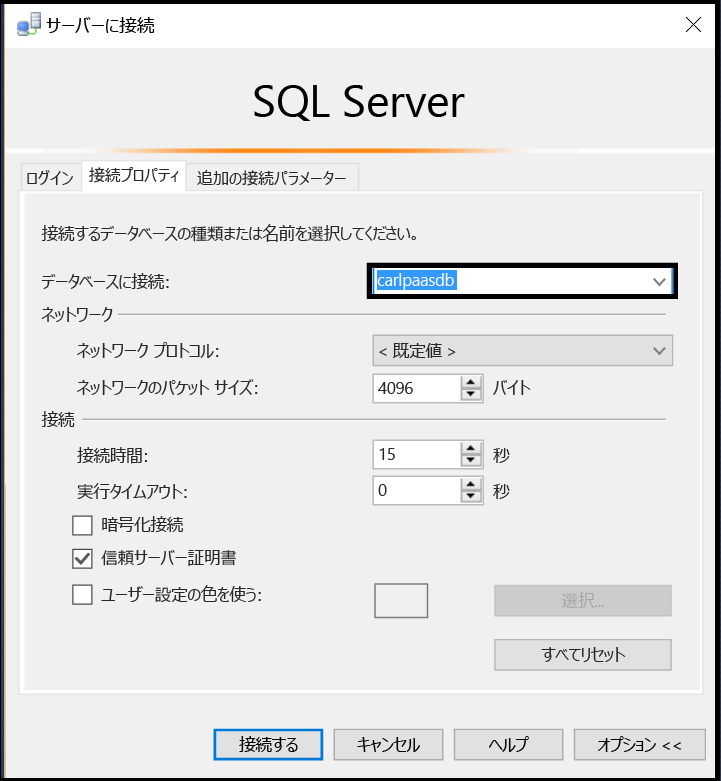 サーバーに接続
SQL Server
ログイン 接続プロパティ 追加の接続パラメーター
接続するデータベースの種類または名前を選択してください。
データベースに接続: carlpaasdb
ネットワーク
ネットワーク プロトコル: < 既定値 >
ネットワークのパケット サイズ: 4096 バイト
接続
接続時間: 15 秒
実行タイムアウト: 0 秒
暗号化接続
信頼サーバー証明書
ユーザー設定の色を使う: 選択...
すべてリセット
接続する キャンセル ヘルプ オプション <<